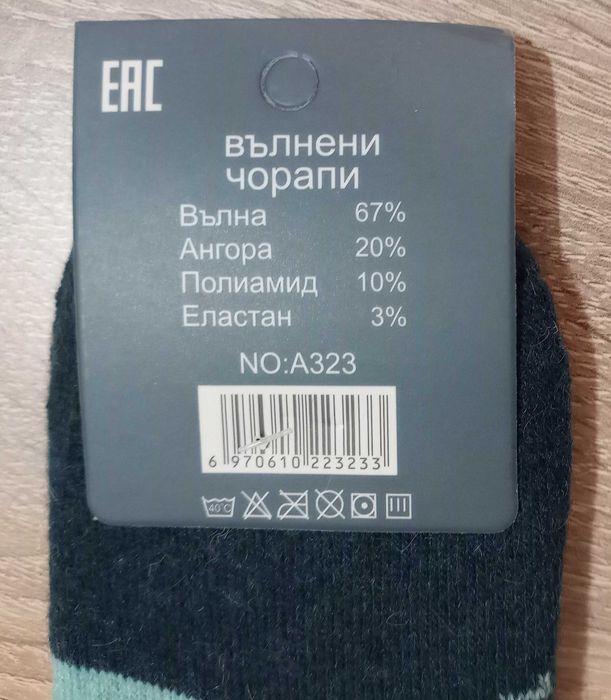 EAC
вълнени
чорапи
Вълна 67%
Ангора 20%
Полиамид 10%
Еластан 3%
NO:A323
6 970610 223233
40°C